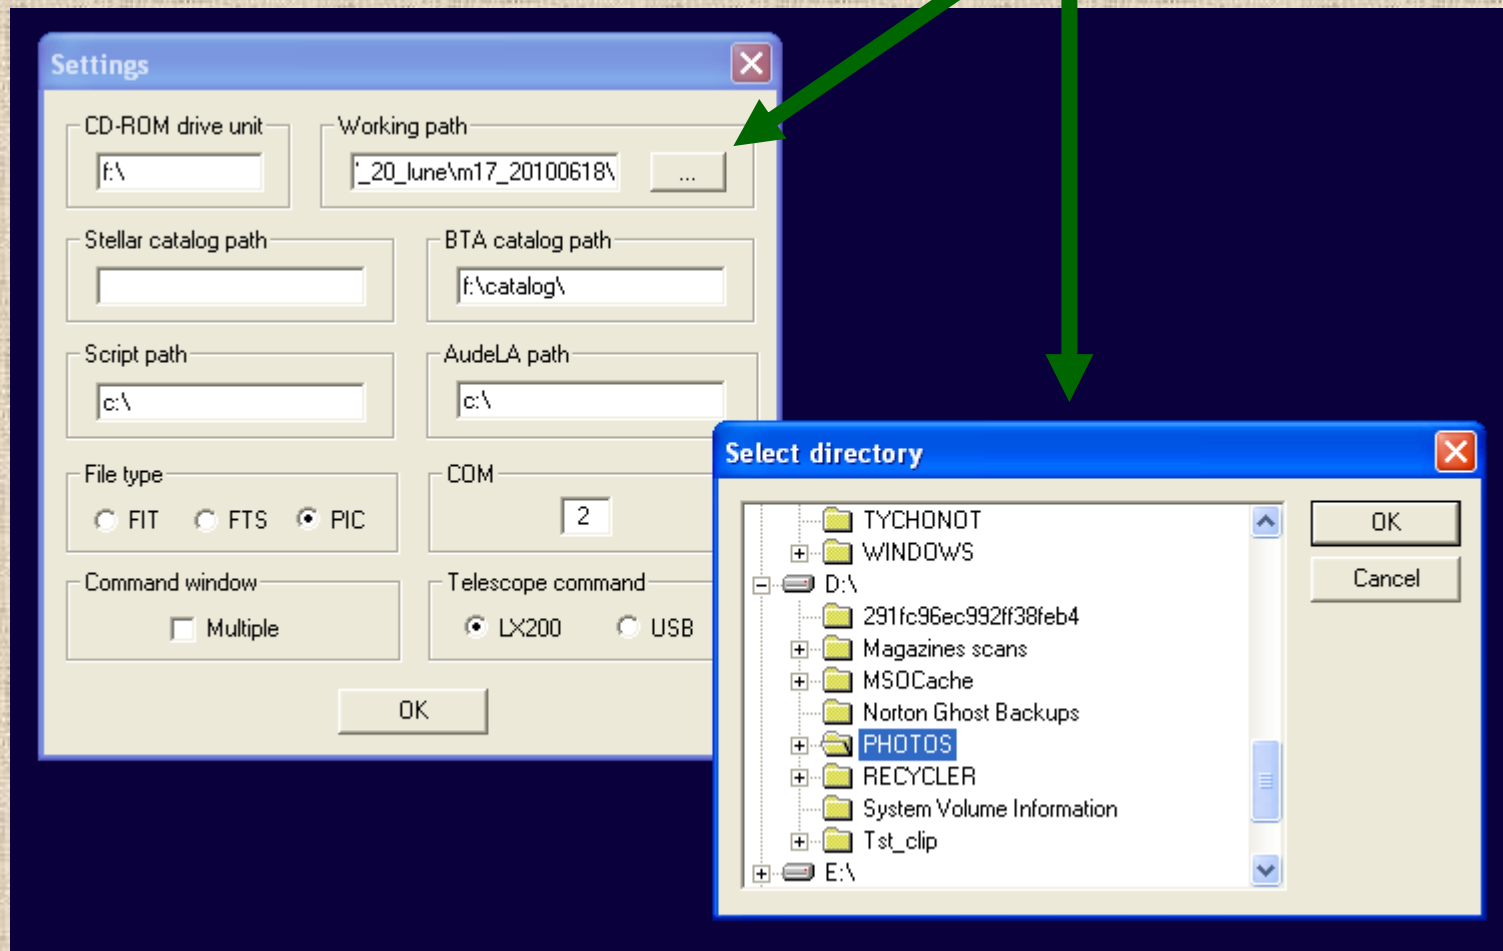 Settings
CD-ROM drive unit
Working path
f:\
_20_lune\m17_20100618\
...
Stellar catalog path
BTA catalog path
f:\catalog\
Script path
AudeLA path
c:\
c:\
File type
COM
FIT FTS PIC
2
Command window
Telescope command
Multiple
LX200 USB
OK
Select directory
TYCHONOT
WINDOWS
D:\
291fc96ec992ff38feb4
Magazines scans
MSOCache
Norton Ghost Backups
PHOTOS
RECYCLER
System Volume Information
Tst_clip
E:\
OK
Cancel